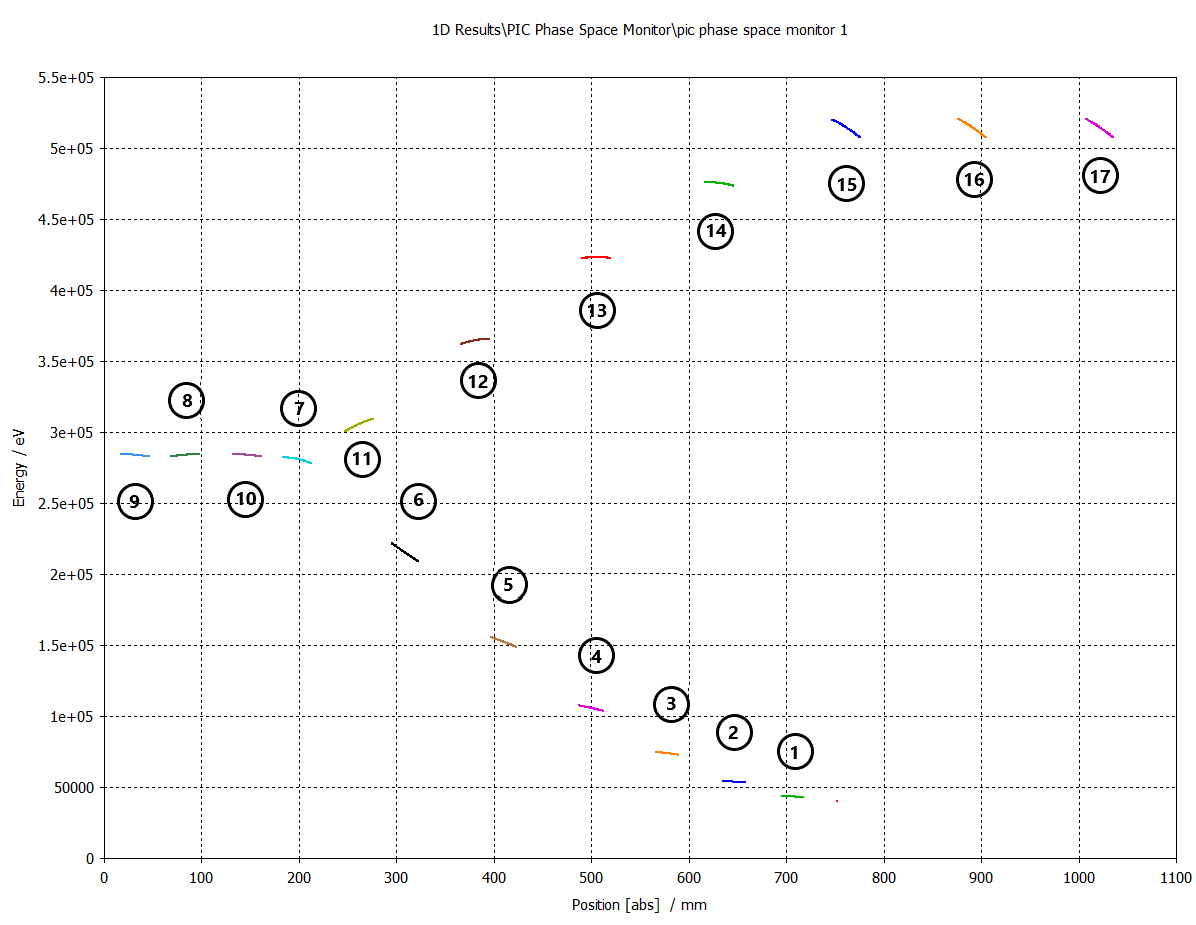 1D Results\PIC Phase Space Monitor\pic phase space monitor 1
5.5e+05
5e+05
4.5e+05
4e+05
3.5e+05
3e+05
2.5e+05
2e+05
1.5e+05
1e+05
50000
0
Energy / eV
15
16
17
14
13
12
8
7
11
9
10
6
5
4
3
2
1
0
100
200
300
400
500
600
700
800
900
1000
1100
Position [abs] / mm